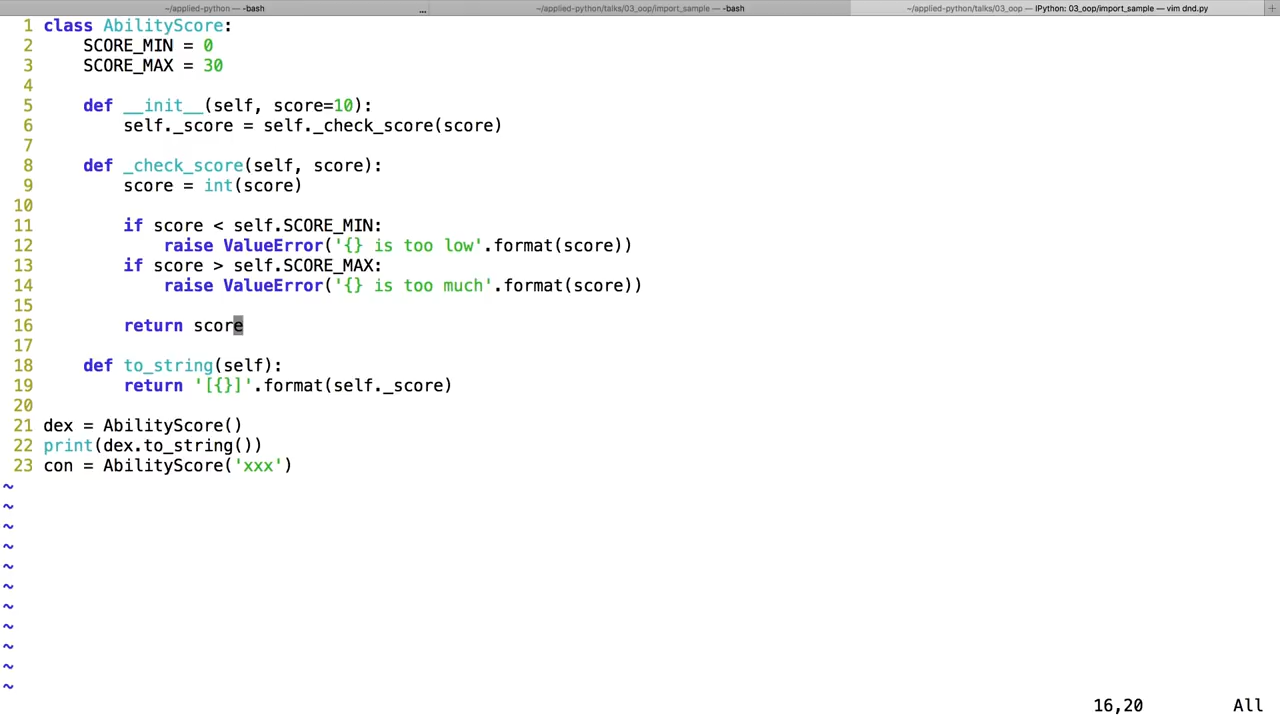 ~/applied-python — -bash
...
~/applied-python/talks/03_oop/import_sample — -bash
~/applied-python/talks/03_oop — IPython: 03_oop/import_sample — vim dnd.py
+
1 class AbilityScore:
2     SCORE_MIN = 0
3     SCORE_MAX = 30
4
5     def __init__(self, score=10):
6         self._score = self._check_score(score)
7
8     def _check_score(self, score):
9         score = int(score)
10
11         if score < self.SCORE_MIN:
12             raise ValueError('{} is too low'.format(score))
13         if score > self.SCORE_MAX:
14             raise ValueError('{} is too much'.format(score))
15
16         return score
17
18     def to_string(self):
19         return '[{}]'.format(self._score)
20
21 dex = AbilityScore()
22 print(dex.to_string())
23 con = AbilityScore('xxx')
~
~
~
~
~
~
~
~
~
~
~
16,20 All